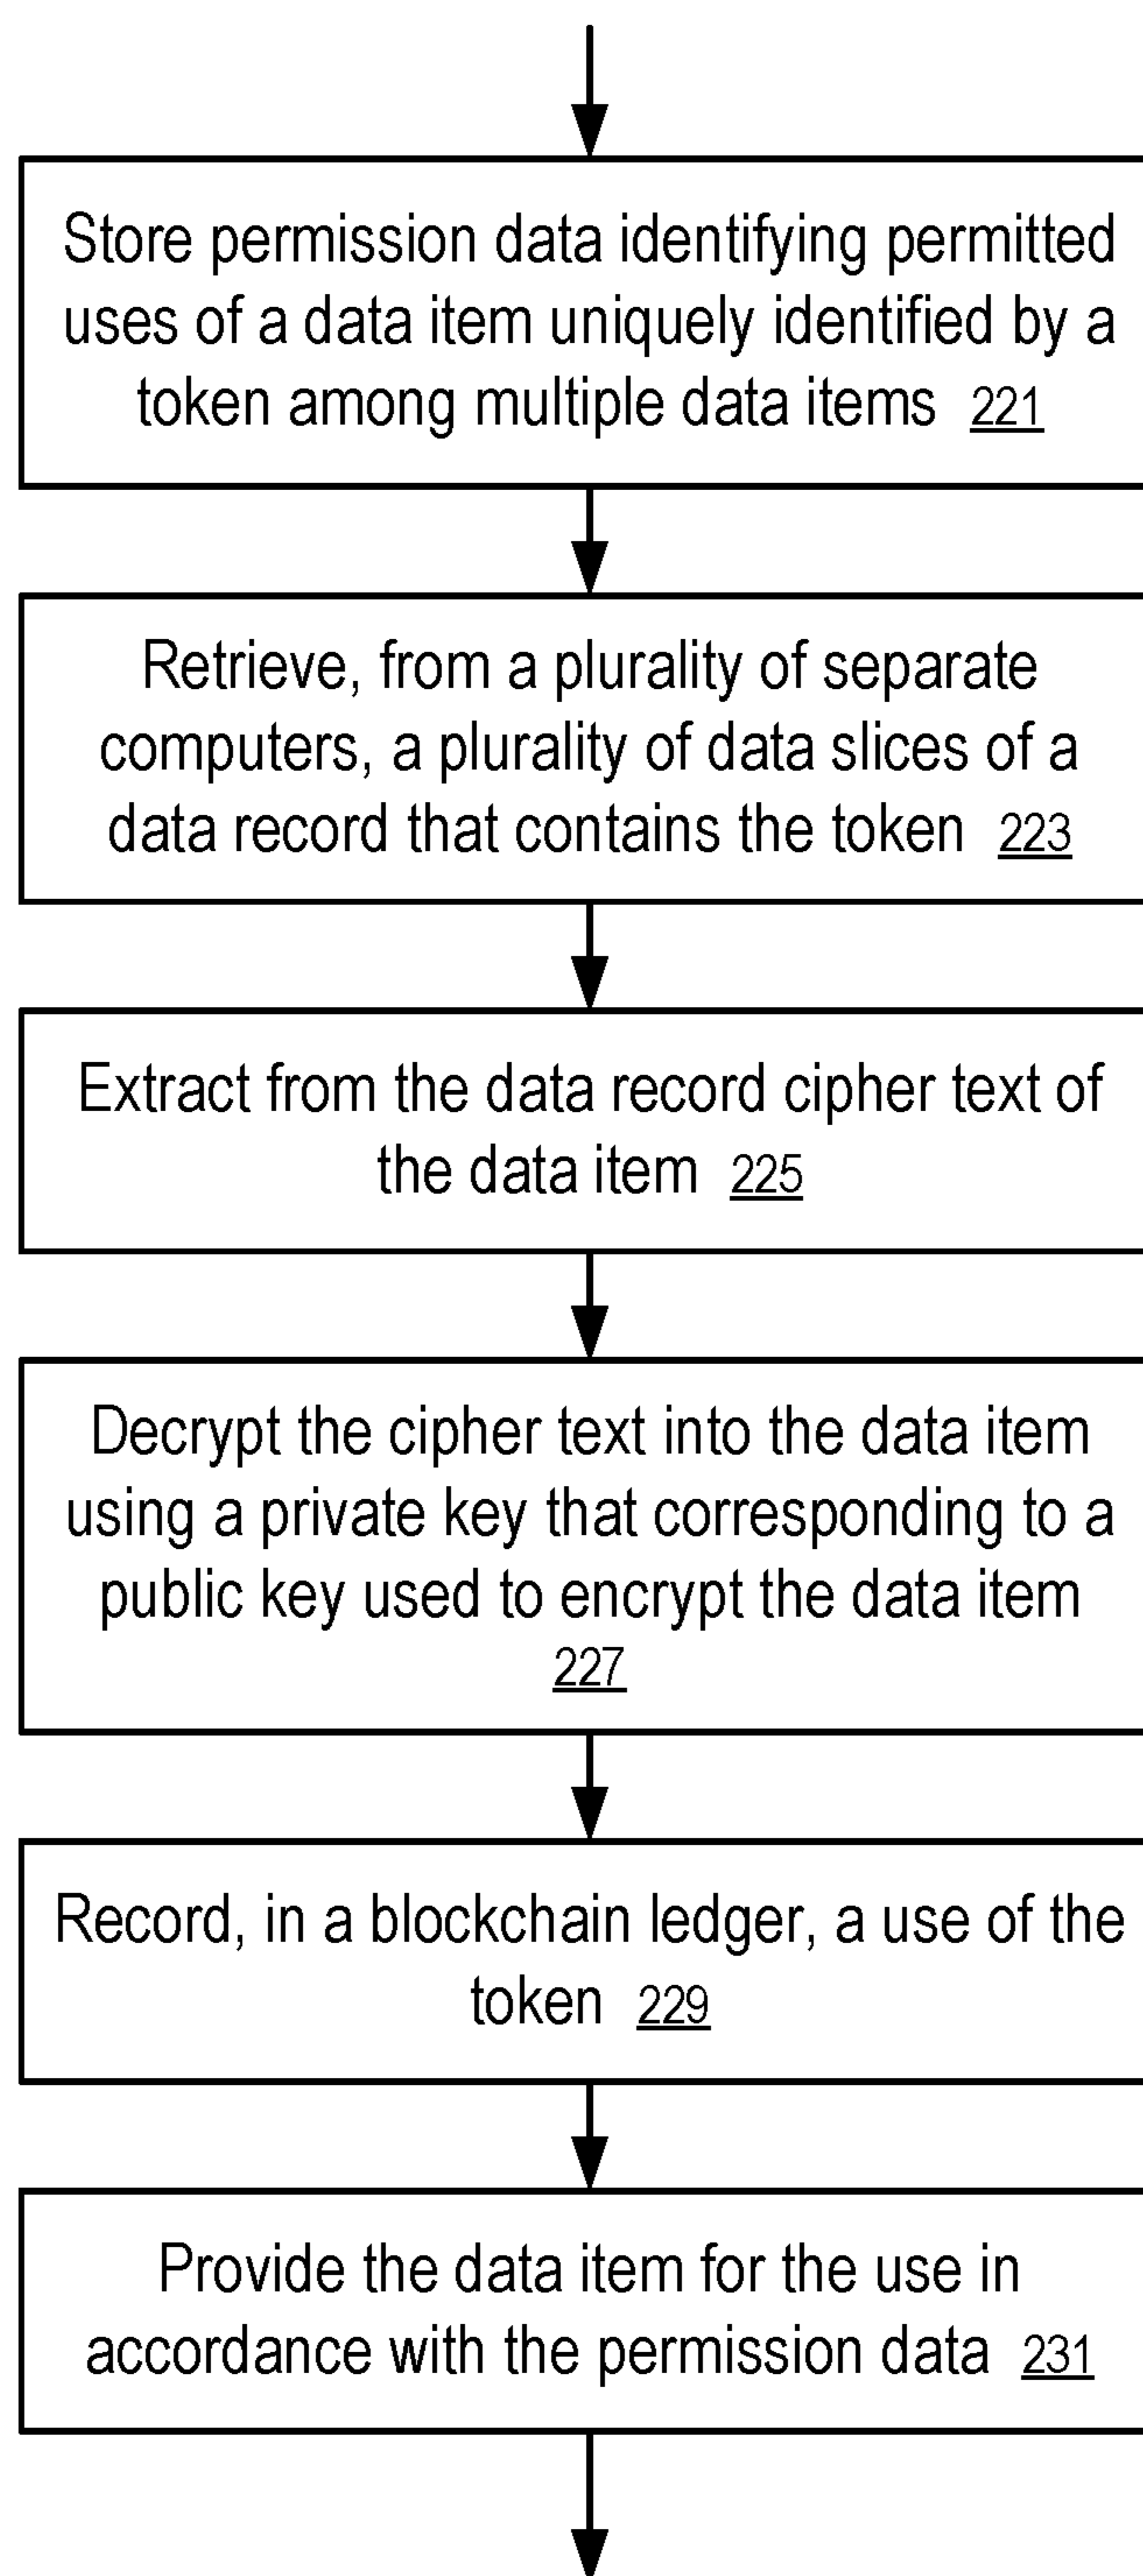 Store permission data identifying permitted
uses of a data item uniquely identified by a
token among multiple data items 221
Retrieve, from a plurality of separate
computers, a plurality of data slices of a
data record that contains the token 223
Extract from the data record cipher text of
the data item 225
Decrypt the cipher text into the data item
using a private key that corresponding to a
public key used to encrypt the data item
227
Record, in a blockchain ledger, a use of the
token 229
Provide the data item for the use in
accordance with the permission data 231